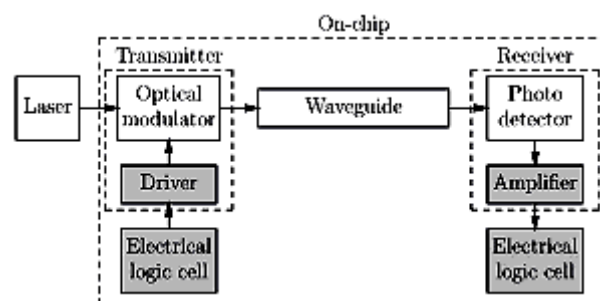 On-chip
Transmitter
Receiver
Laser
Optical
modulator
Waveguide
Photo
detector
Driver
Amplifier
Electrical
logic cell
Electrical
logic cell